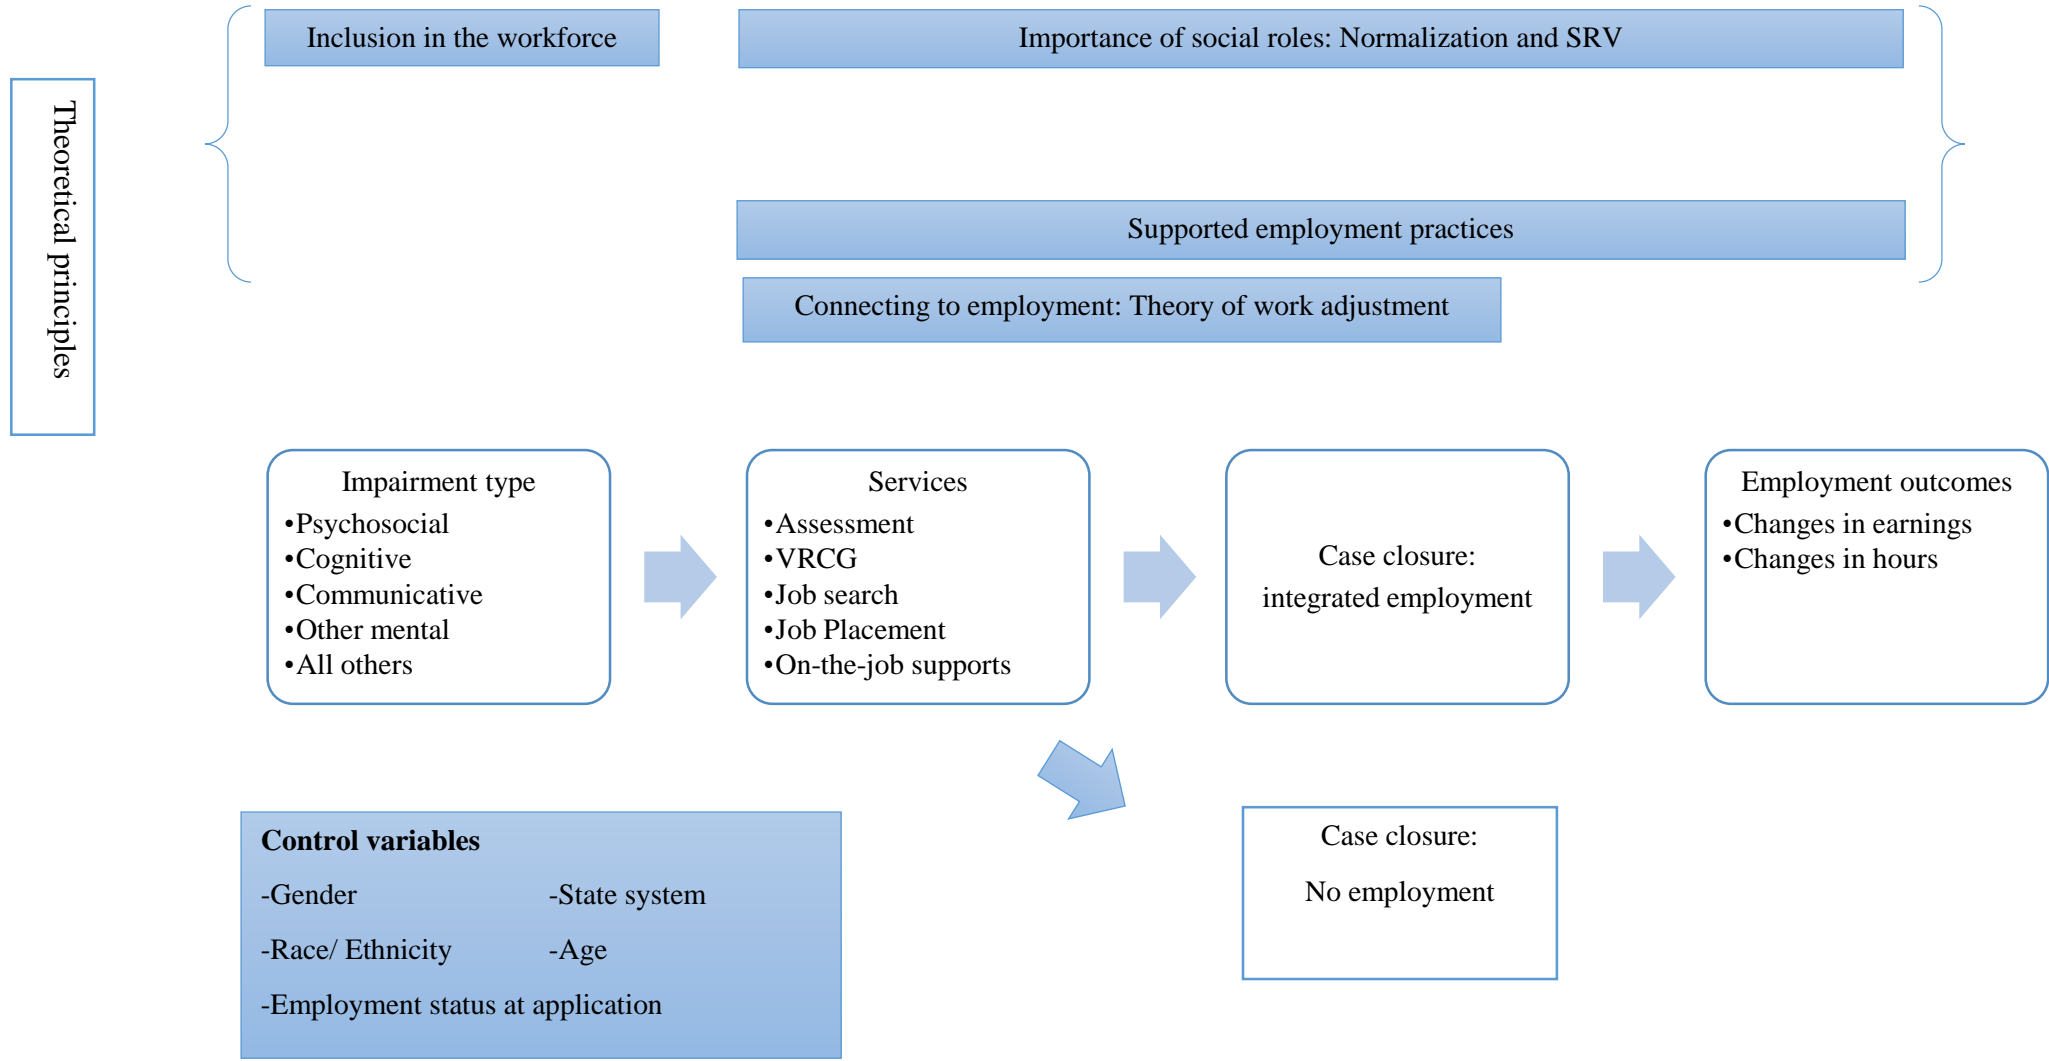 Theoretical principles
Inclusion in the workforce
Importance of social roles: Normalization and SRV
Supported employment practices
Connecting to employment: Theory of work adjustment
Impairment type
•Psychosocial
•Cognitive
•Communicative
•Other mental
•All others
Services
•Assessment
•VRCG
•Job search
•Job Placement
•On-the-job supports
Case closure:
integrated employment
Employment outcomes
•Changes in earnings
•Changes in hours
Case closure:
No employment
Control variables
-Gender -State system
-Race/ Ethnicity -Age
-Employment status at application